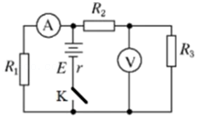 A R₂
R₁ E r V R₃
K